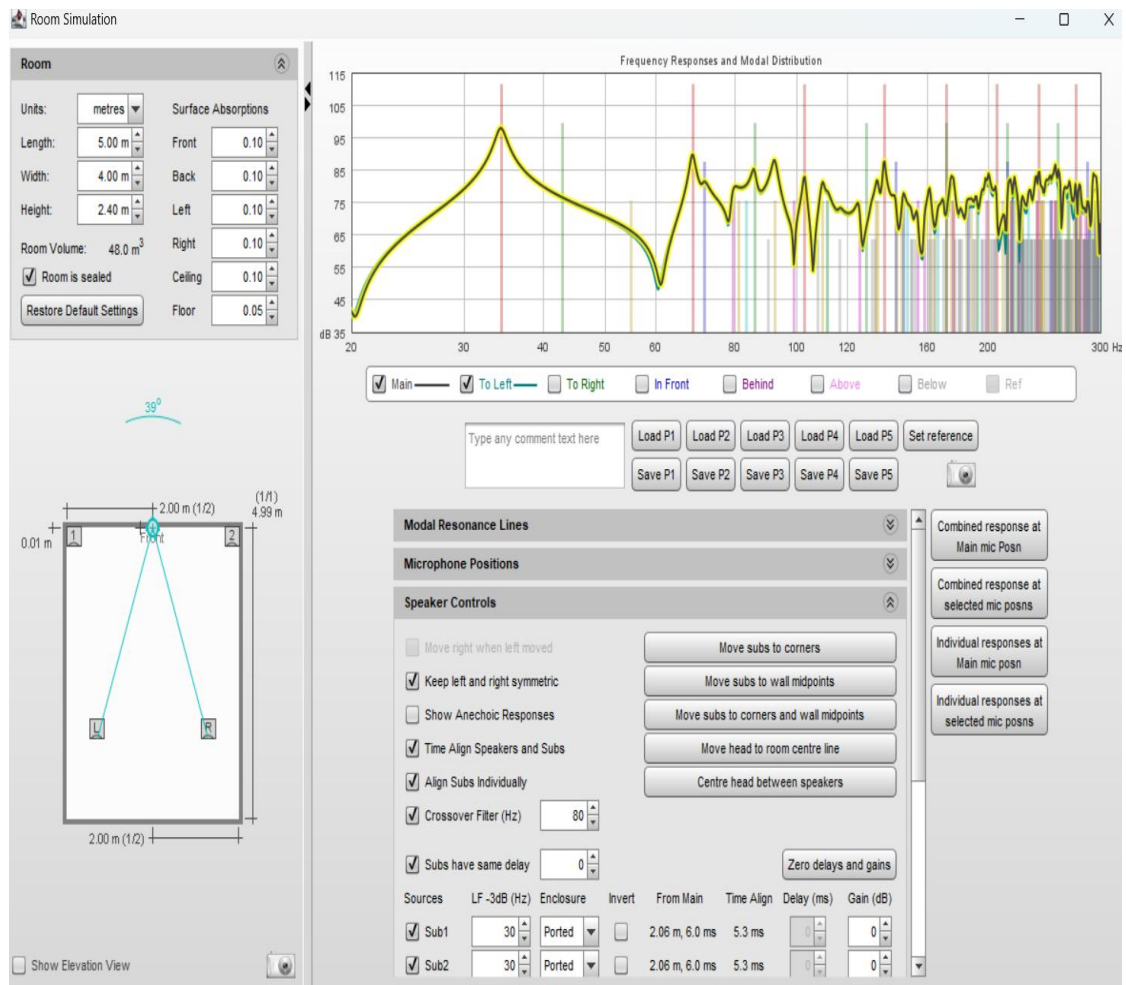 Room Simulation
Room
Units: metres Surface Absorptions
Length: 5.00 m Front 0.10
Width: 4.00 m Back 0.10
Height: 2.40 m Left 0.10
Room Volume: 48.0 m3 Right 0.10
Room is sealed Ceiling 0.10
Restore Default Settings Floor 0.05
39°
2.00 m (1/2) (1/1)
4.99 m
0.01 m 1 Front 2
L R
2.00 m (1/2)
Show Elevation View
Frequency Responses and Modal Distribution
115
105
95
85
75
65
55
45
dB 35
20 30 40 50 60 80 100 120 160 200 300 Hz
Main To Left To Right In Front Behind Above Below Ref
Type any comment text here Load P1 Load P2 Load P3 Load P4 Load P5 Set reference
Save P1 Save P2 Save P3 Save P4 Save P5
Modal Resonance Lines
Microphone Positions
Speaker Controls
Move right when left moved Move subs to corners
Keep left and right symmetric Move subs to wall midpoints
Show Anechoic Responses Move subs to corners and wall midpoints
Time Align Speakers and Subs Move head to room centre line
Align Subs Individually Centre head between speakers
Crossover Filter (Hz) 80
Subs have same delay 0 Zero delays and gains
Sources LF -3dB (Hz) Enclosure Invert From Main Time Align Delay (ms) Gain (dB)
Sub1 30 Ported 2.06 m, 6.0 ms 5.3 ms 0 0
Sub2 30 Ported 2.06 m, 6.0 ms 5.3 ms 0 0
Combined response at
Main mic Posn
Combined response at
selected mic posns
Individual responses at
Main mic posn
Individual responses at
selected mic posns